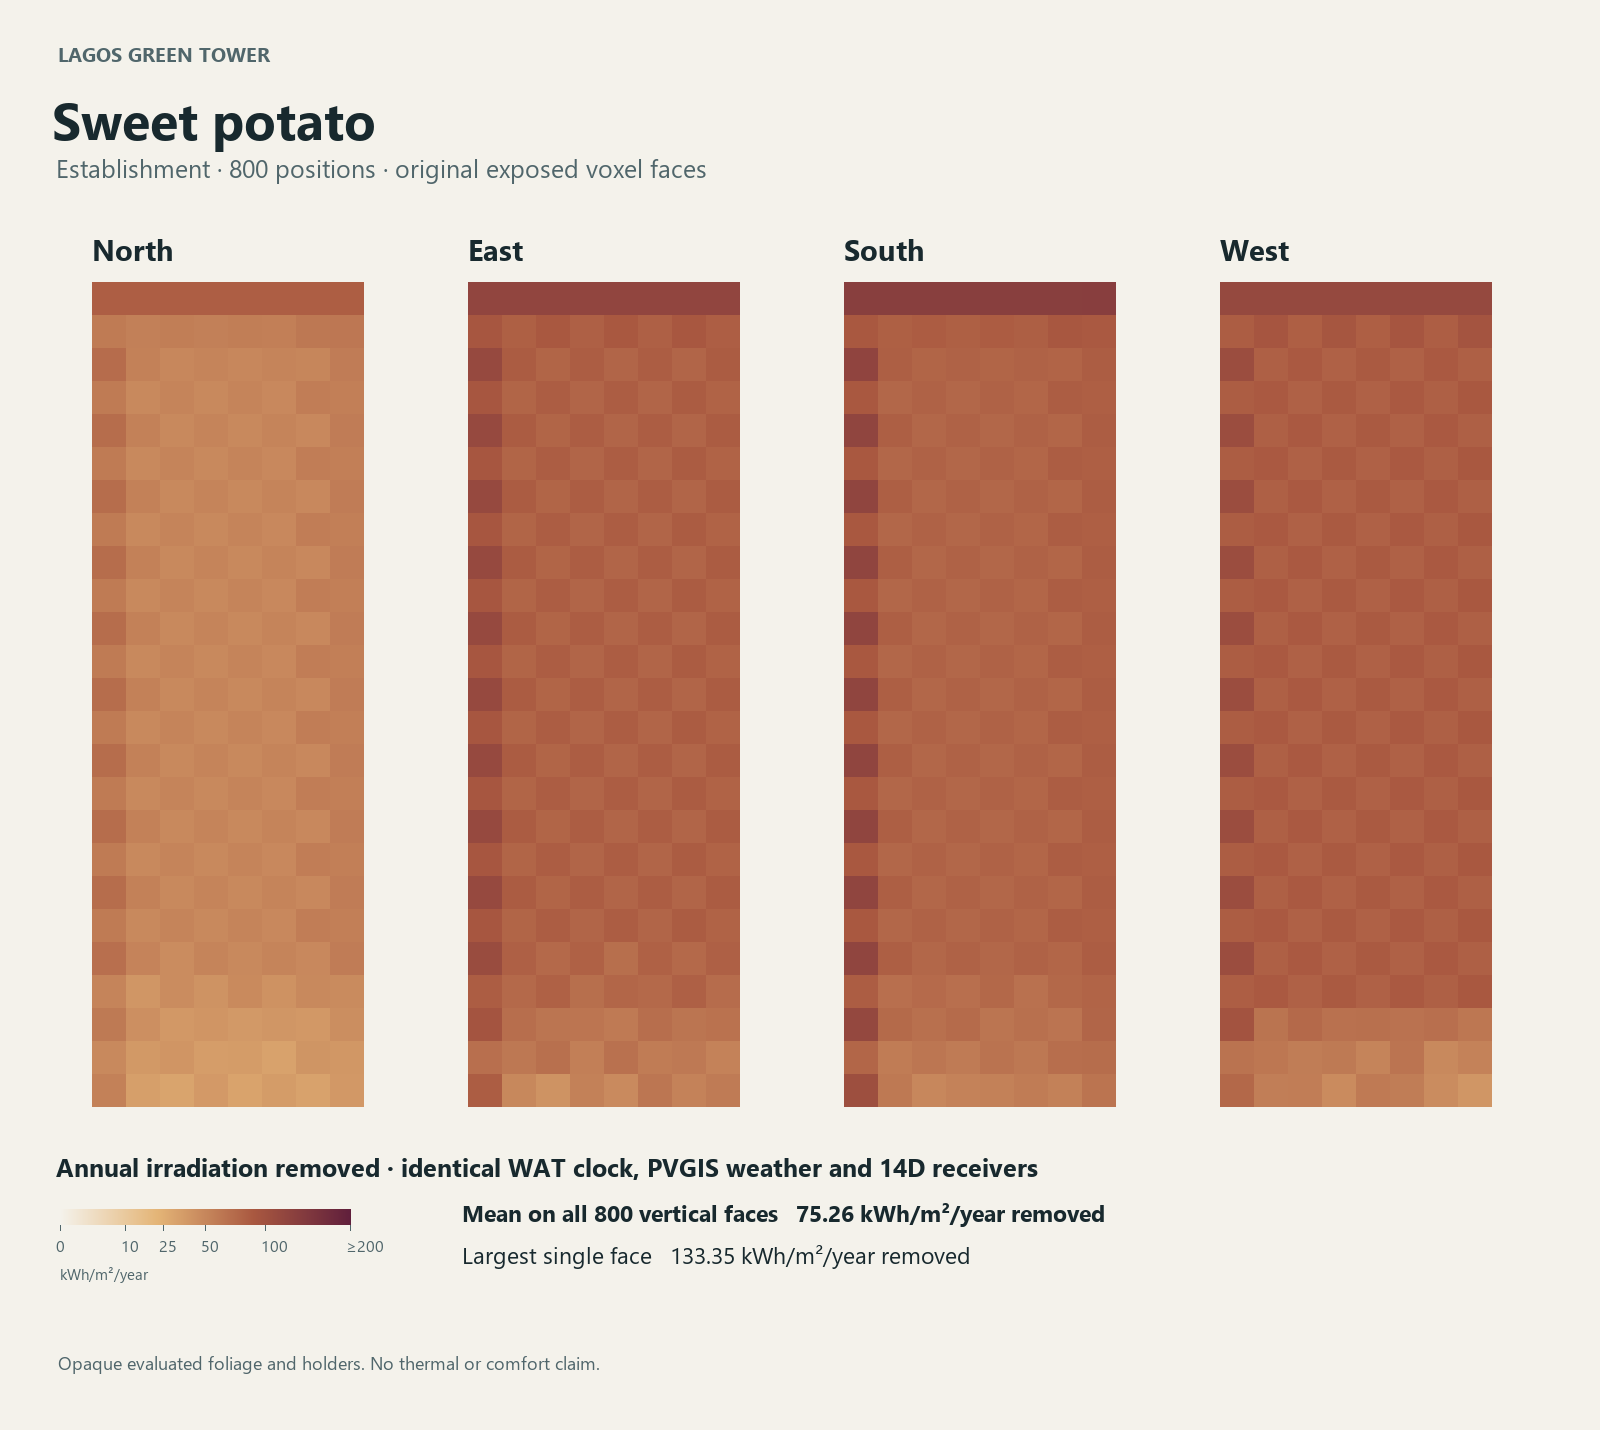 LAGOS GREEN TOWER
Sweet potato
Establishment · 800 positions · original exposed voxel faces
North East South West
Annual irradiation removed · identical WAT clock, PVGIS weather and 14D receivers
Mean on all 800 vertical faces 75.26 kWh/m²/year removed
0 10 25 50 100 ≥200
Largest single face 133.35 kWh/m²/year removed
kWh/m²/year
Opaque evaluated foliage and holders. No thermal or comfort claim.